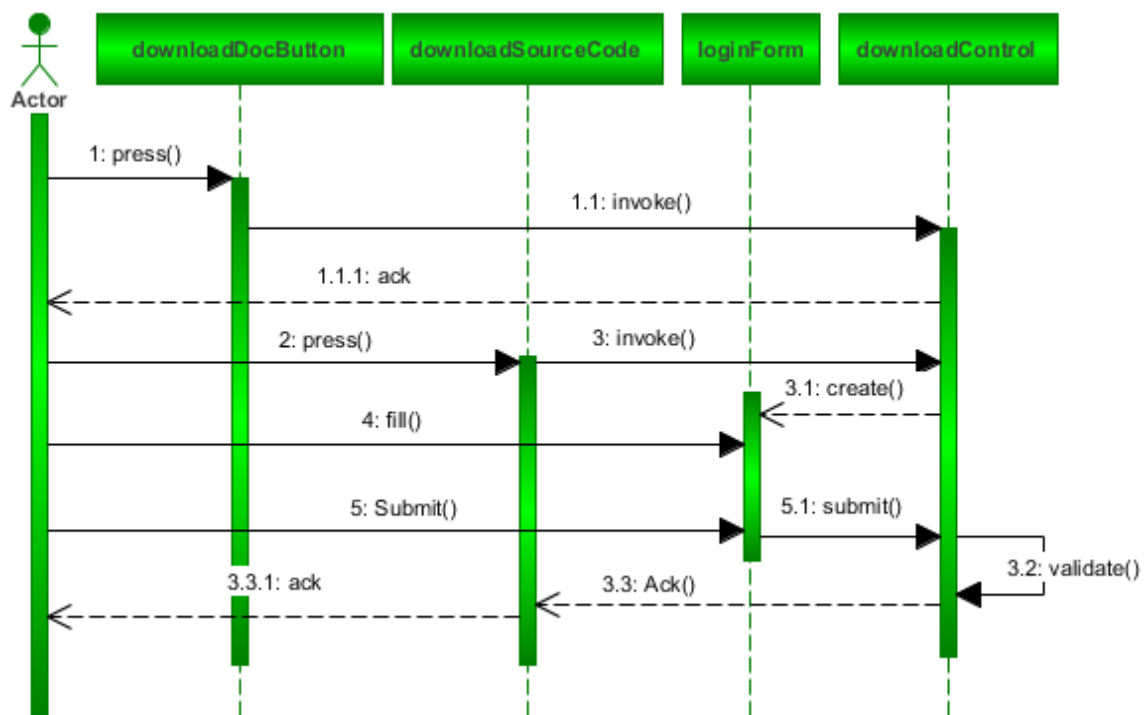 downloadDocButton
downloadSourceCode
loginForm
downloadControl
Actor
1: press()
1.1: invoke()
1.1.1: ack
2: press()
3: invoke()
3.1: create()
4: fill()
5: Submit()
5.1: submit()
3.2: validate()
3.3: Ack()
3.3.1: ack